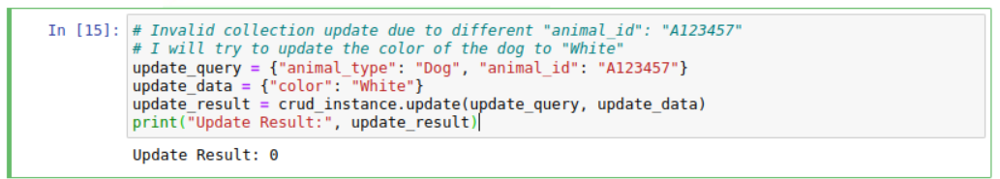 In [15]: # Invalid collection update due to different "animal_id": "A123457"
# I will try to update the color of the dog to "White"
update_query = {"animal_type": "Dog", "animal_id": "A123457"}
update_data = {"color": "White"}
update_result = crud_instance.update(update_query, update_data)
print("Update Result:", update_result)
Update Result: 0